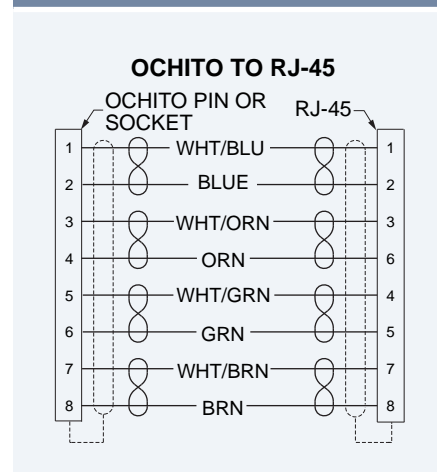 OCHITO TO RJ-45
OCHITO PIN OR
SOCKET
RJ-45
1 WHT/BLU 1
2 BLUE 2
3 WHT/ORN 3
4 ORN 6
5 WHT/GRN 4
6 GRN 5
7 WHT/BRN 7
8 BRN 8